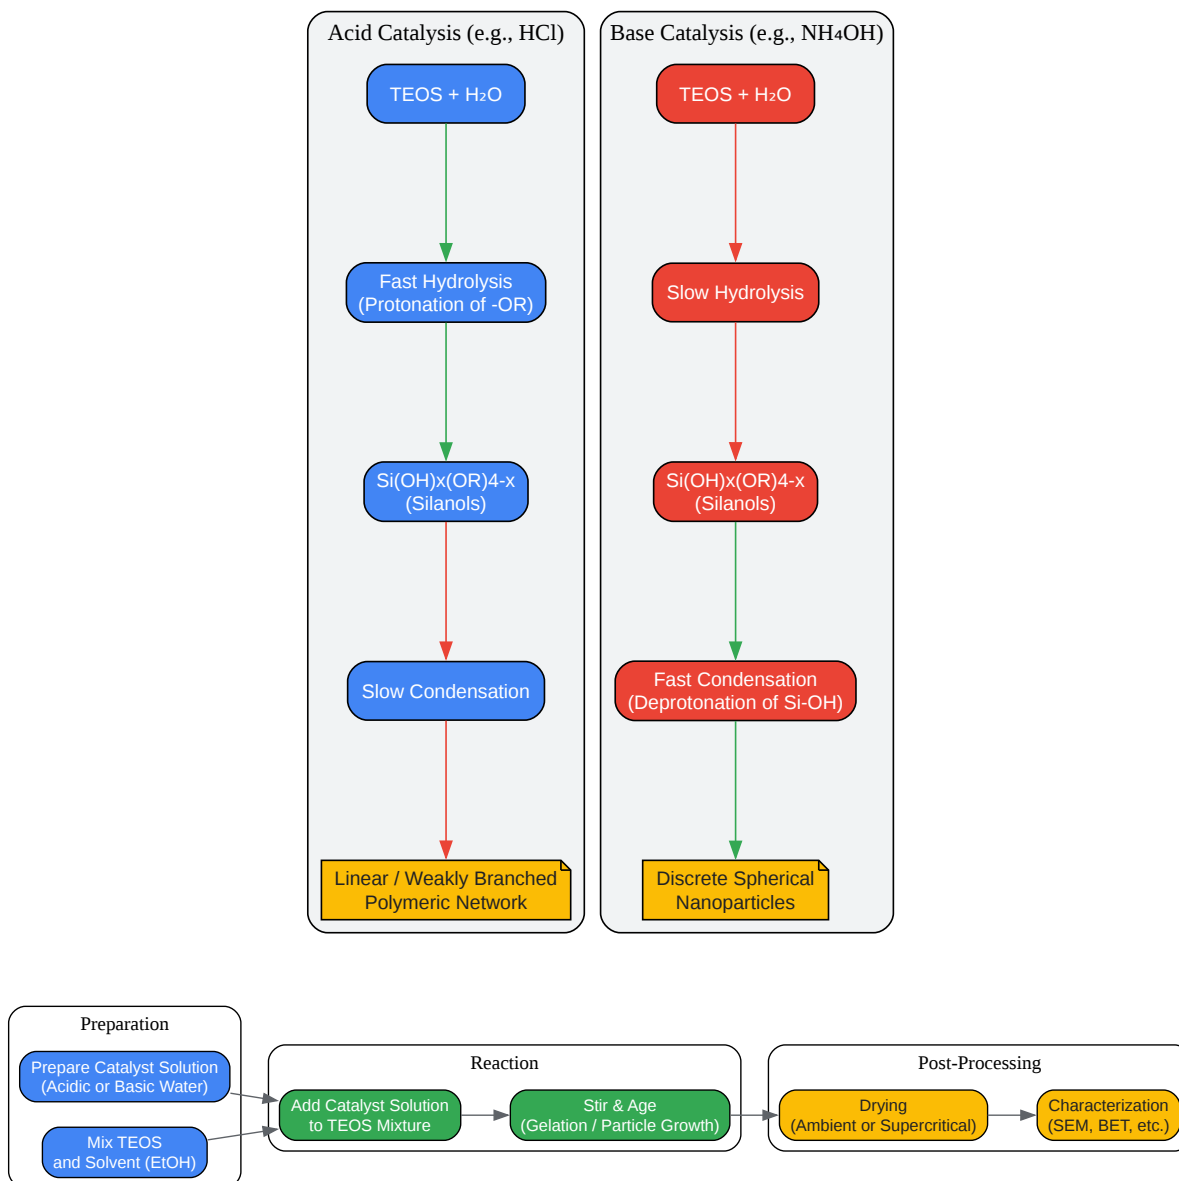 Acid Catalysis (e.g., HCl)
TEOS + H₂O
Fast Hydrolysis
(Protonation of -OR)
Si(OH)x(OR)4-x
(Silanols)
Slow Condensation
Linear / Weakly Branched
Polymeric Network
Base Catalysis (e.g., NH₄OH)
TEOS + H₂O
Slow Hydrolysis
Si(OH)x(OR)4-x
(Silanols)
Fast Condensation
(Deprotonation of Si-OH)
Discrete Spherical
Nanoparticles
Preparation
Prepare Catalyst Solution
(Acidic or Basic Water)
Mix TEOS
and Solvent (EtOH)
Reaction
Add Catalyst Solution
to TEOS Mixture
Stir & Age
(Gelation / Particle Growth)
Post-Processing
Drying
(Ambient or Supercritical)
Characterization
(SEM, BET, etc.)